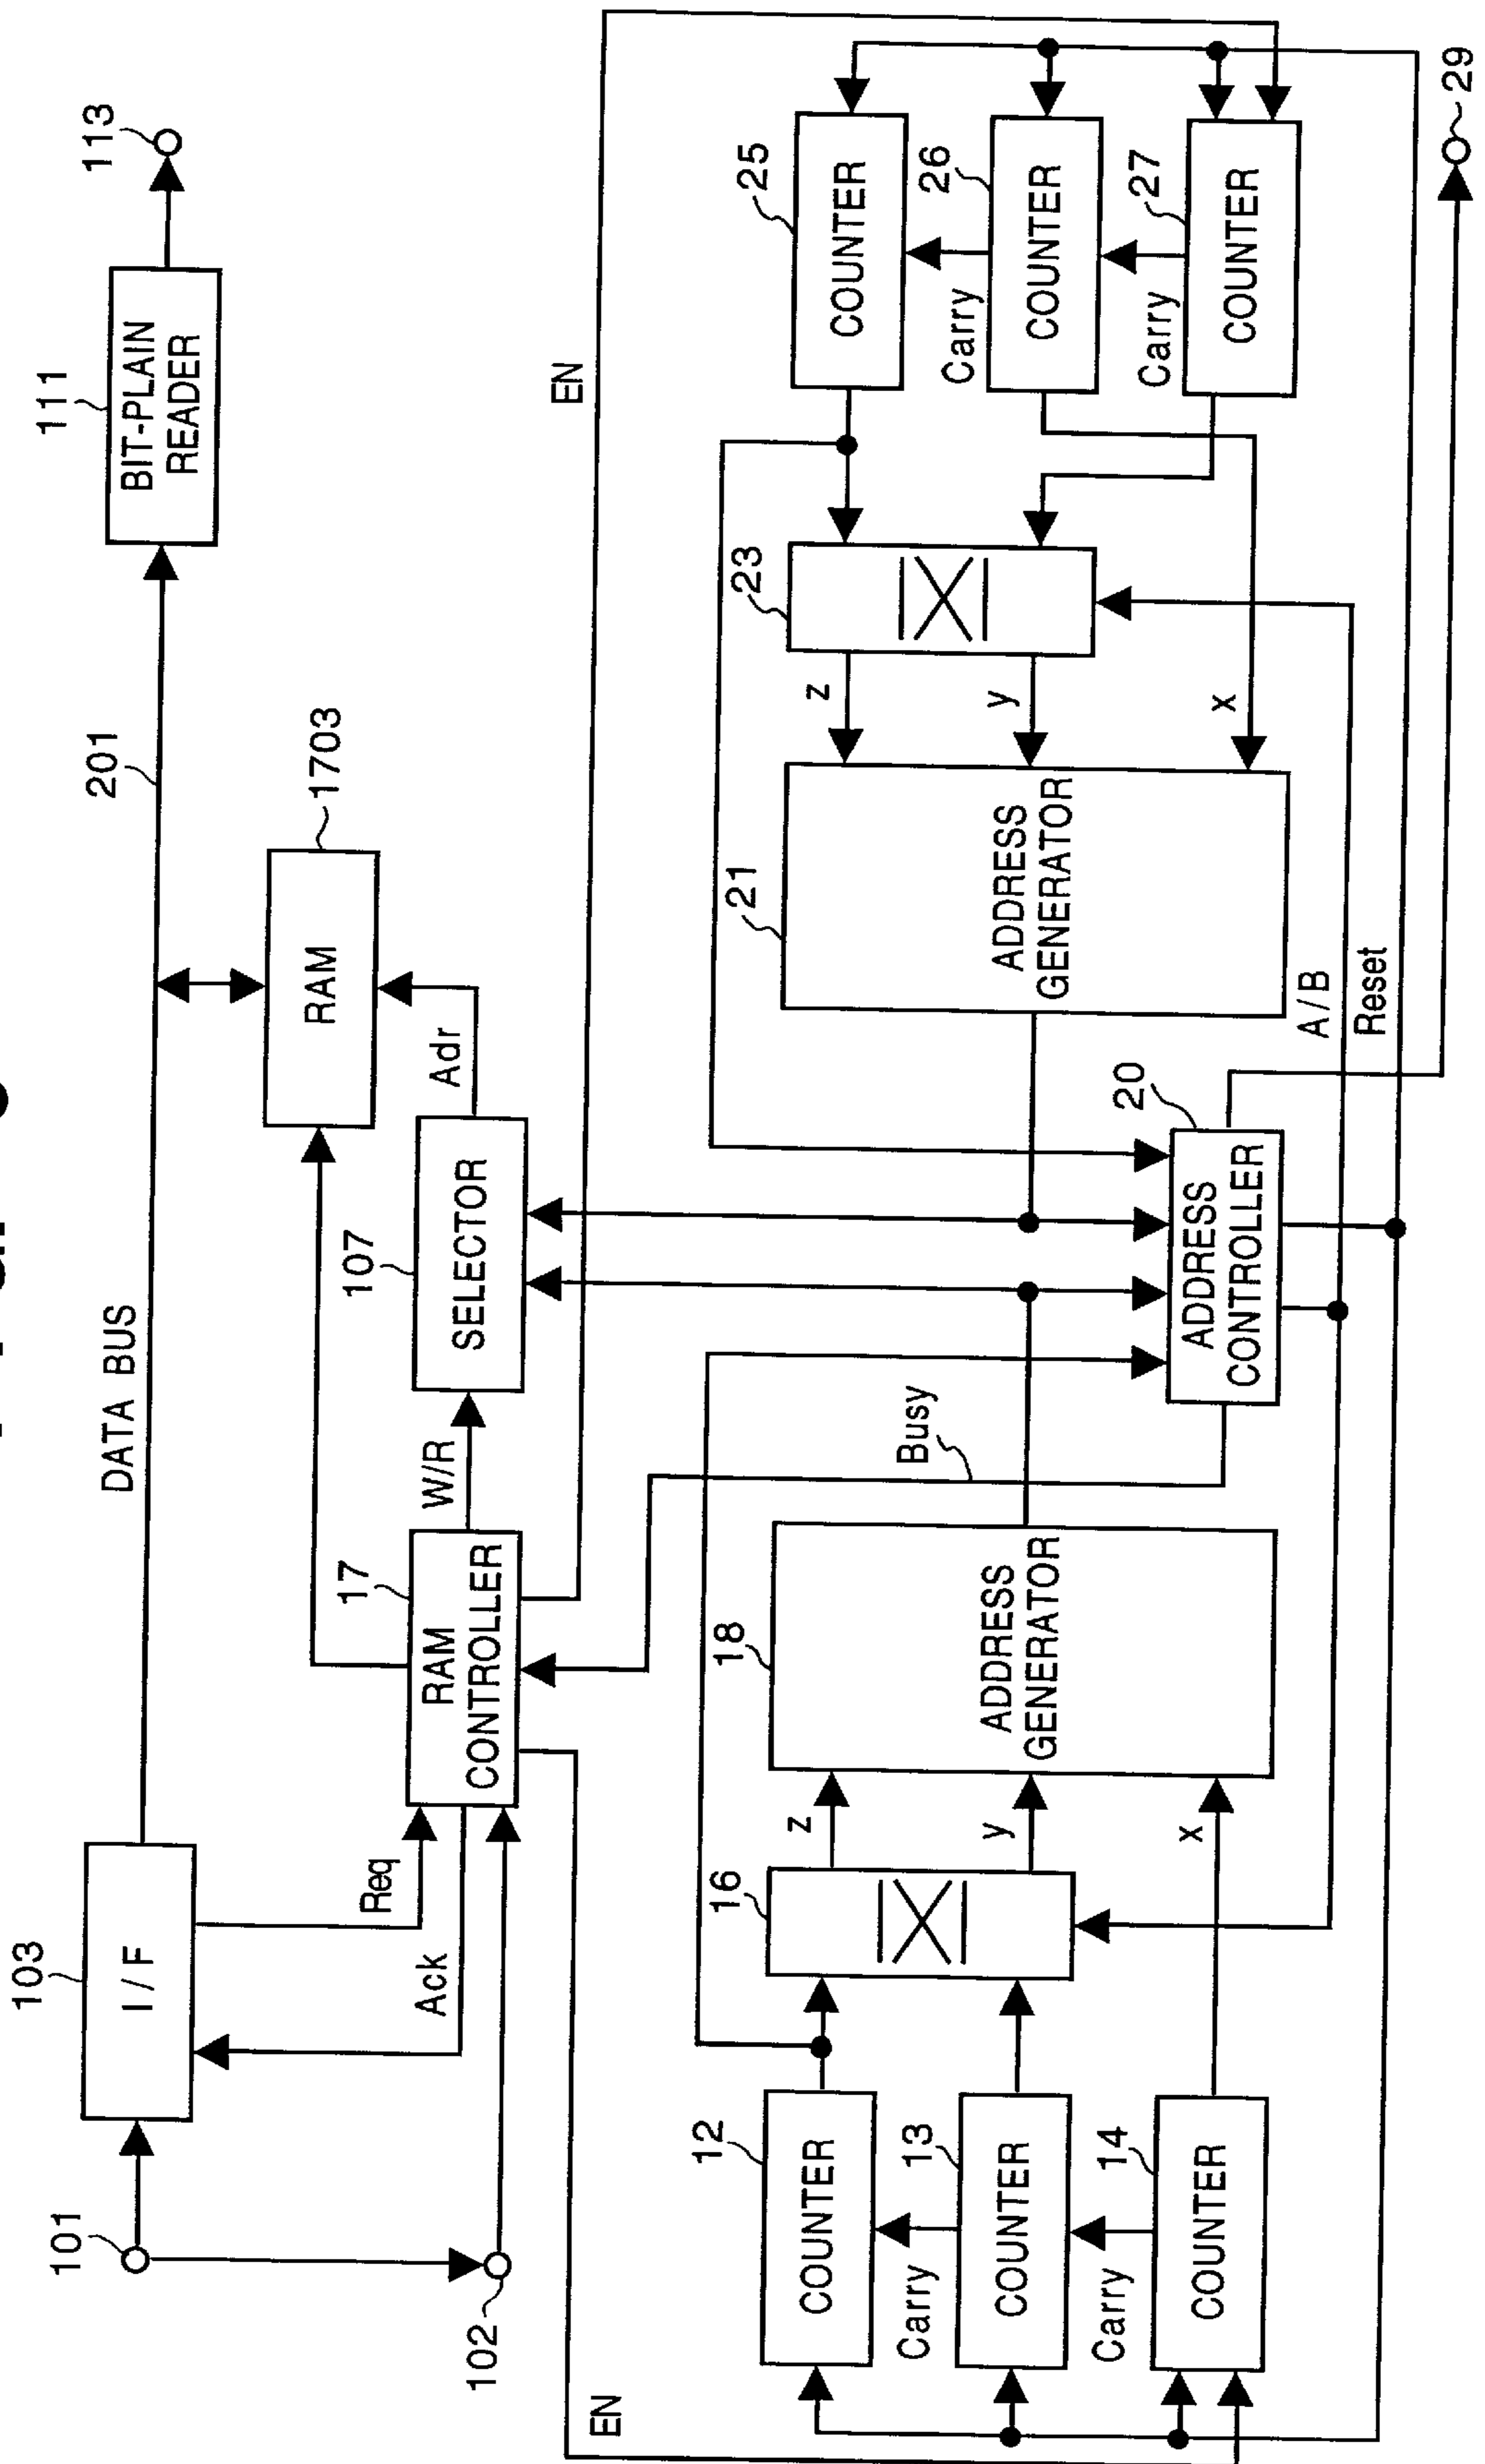 101
102
103
I/F
DATA BUS
201
111
BIT-PLAIN
READER
113
Req
Ack
17
RAM
CONTROLLER
W/R
107
SELECTOR
Adr
RAM
1703
EN
EN
Busy
12
COUNTER
Carry
13
COUNTER
Carry
14
COUNTER
16
z
y
x
18
ADDRESS
GENERATOR
20
ADDRESS
CONTROLLER
A/B
Reset
21
ADDRESS
GENERATOR
z
y
x
23
25
COUNTER
Carry
26
COUNTER
Carry
27
COUNTER
29